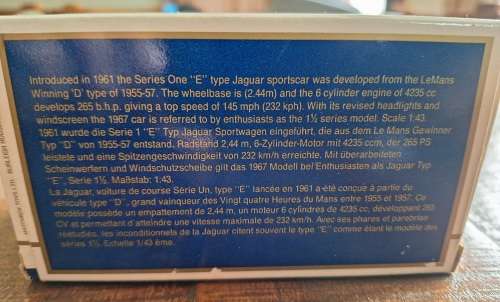 Introduced in 1961 the Series One "E" type Jaguar sportscar was developed from the LeMans
Winning "D" type of 1955-57. The wheelbase is (2.44m) and the 6 cylinder engine of 4235 cc
develops 265 b.h.p. giving a top speed of 145 mph (232 kph). With its revised headlights and
windscreen the 1967 car is referred to by enthusiasts as the 1½ series model. Scale 1:43.
1961 wurde die Serie 1 "E" Typ Jaguar Sportwagen eingeführt, die aus dem Le Mans Gewinner
Typ "D" von 1955-57 entstand. Radstand 2,44 m, 6-Zylinder-Motor mit 4235 ccm, der 265 PS
leistete und eine Spitzengeschwindigkeit von 232 km/h erreichte. Mit überarbeiteten
Scheinwerfern und Windschutzscheibe gilt das 1967 Modell bei Enthusiasten als Jaguar Typ
"E", Serie 1½. Maßstab: 1:43.
La Jaguar, voiture de course Série Un, type "E" lancée en 1961 a été conçue à partir du
véhicule type "D", grand vainqueur des Vingt quatre Heures du Mans entre 1955 et 1957. Ce
modèle possède un empattement de 2,44 m, un moteur 6 cylindres de 4235 cc, développant 265
CV et permettant d'atteindre une vitesse maximale de 232 km/h. Avec ses phares et parebrise
réétudiés, les inconditionnels de la Jaguar citent souvent le type "E" comme étant le modèle des
séries 1½. Echelle 1/43 ème.